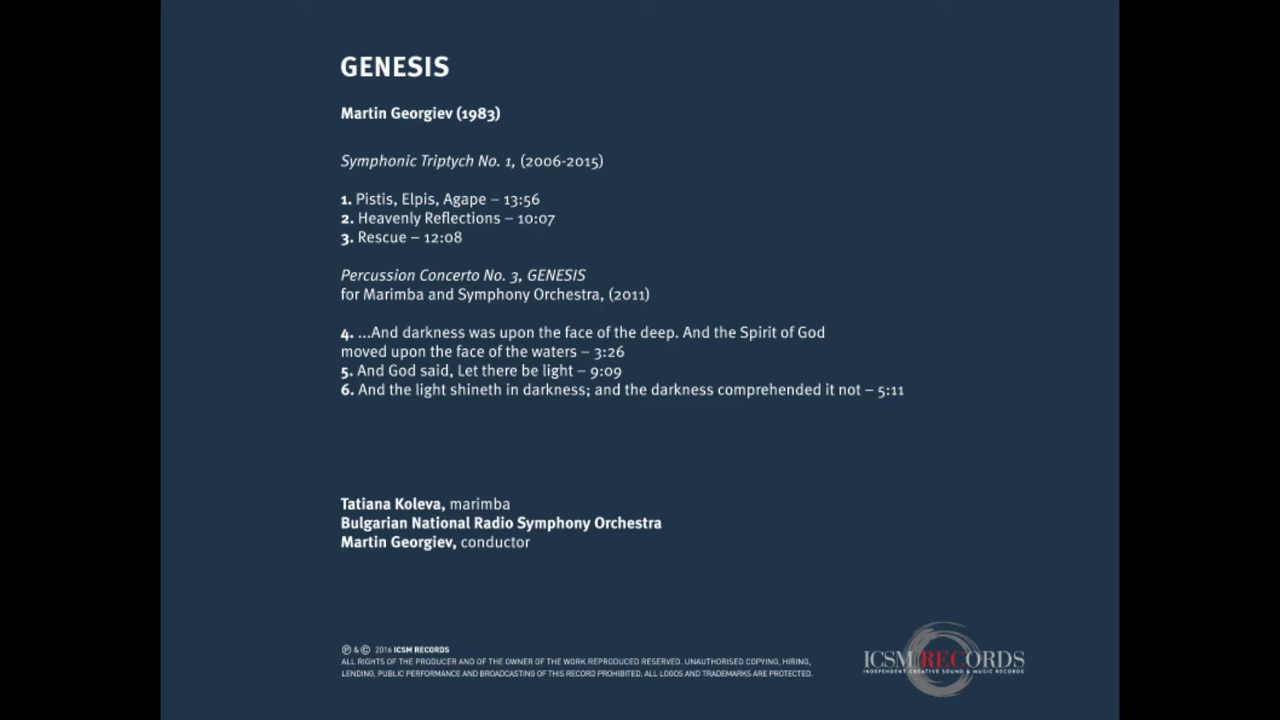 GENESIS
Martin Georgiev (1983)
Symphonic Triptych No. 1, (2006-2015)
1. Pistis, Elpis, Agape – 13:56
2. Heavenly Reflections – 10:07
3. Rescue – 12:08
Percussion Concerto No. 3, GENESIS
for Marimba and Symphony Orchestra, (2011)
4. ...And darkness was upon the face of the deep. And the Spirit of God
moved upon the face of the waters – 3:26
5. And God said, Let there be light – 9:09
6. And the light shineth in darkness; and the darkness comprehended it not – 5:11
Tatiana Koleva, marimba
Bulgarian National Radio Symphony Orchestra
Martin Georgiev, conductor
℗ & © 2016 ICSM RECORDS
ALL RIGHTS OF THE PRODUCER AND OF THE OWNER OF THE WORK REPRODUCED RESERVED. UNAUTHORISED COPYING, HIRING,
LENDING, PUBLIC PERFORMANCE AND BROADCASTING OF THIS RECORD PROHIBITED. ALL LOGOS AND TRADEMARKS ARE PROTECTED.
ICSM RECORDS
INDEPENDENT CREATIVE SOUND & MUSIC RECORDS